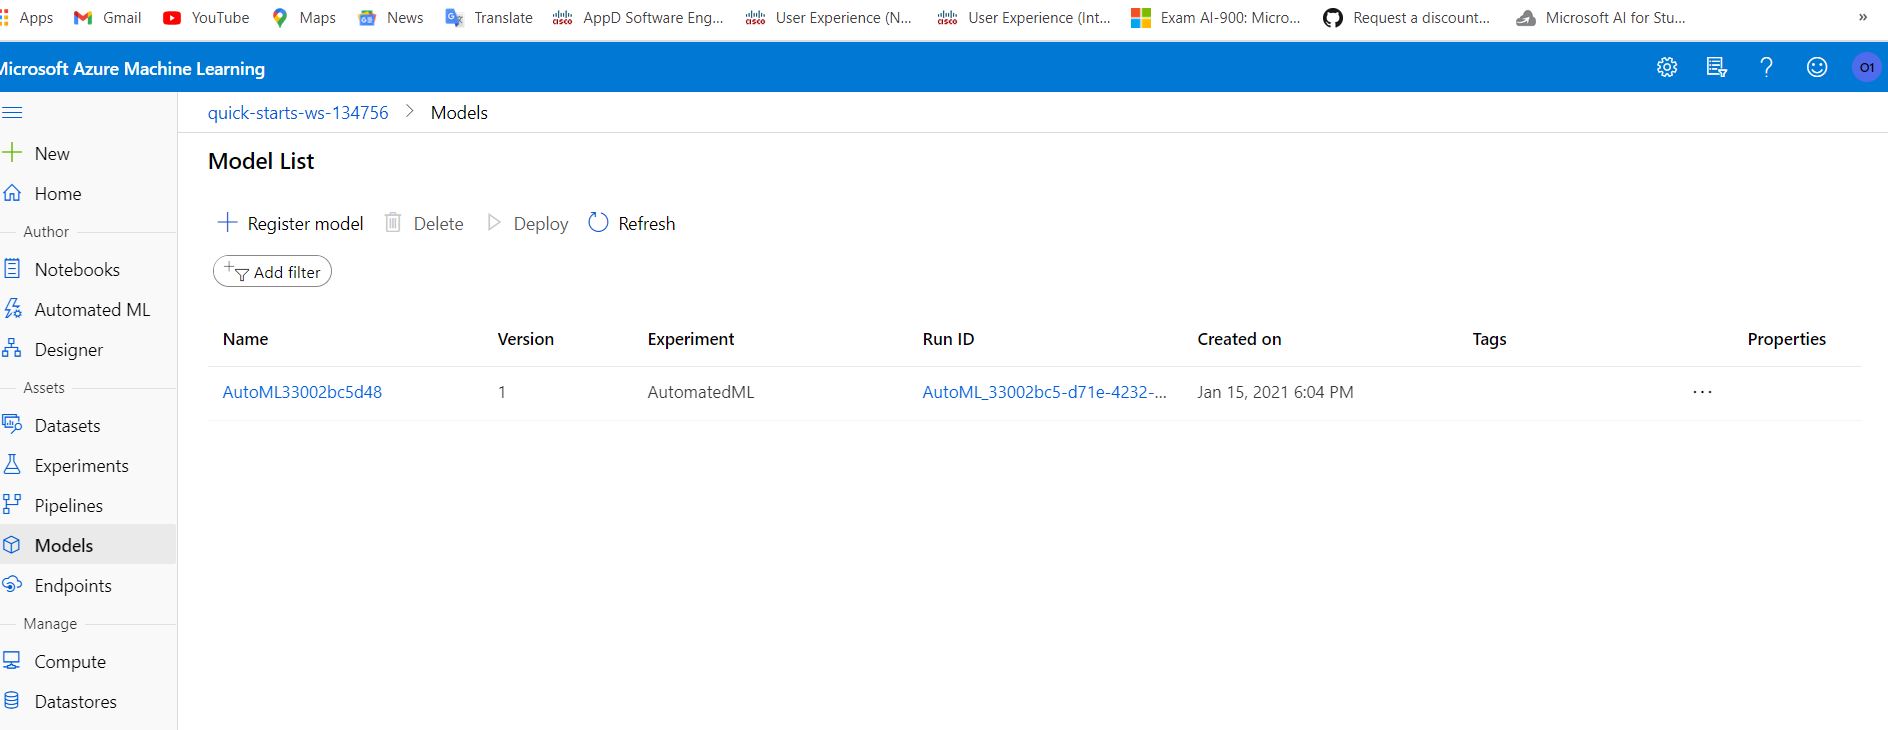 Apps Gmail YouTube Maps News Translate AppD Software Eng... User Experience (N... User Experience (Int... Exam AI-900: Micro... Request a discount... Microsoft AI for Stu... »
Microsoft Azure Machine Learning ? O1
quick-starts-ws-134756 > Models
New
Home
Author
Notebooks
Automated ML
Designer
Assets
Datasets
Experiments
Pipelines
Models
Endpoints
Manage
Compute
Datastores
Model List
Register model Delete Deploy Refresh
Add filter
Name Version Experiment Run ID Created on Tags Properties
AutoML33002bc5d48 1 AutomatedML AutoML_33002bc5-d71e-4232-... Jan 15, 2021 6:04 PM ...